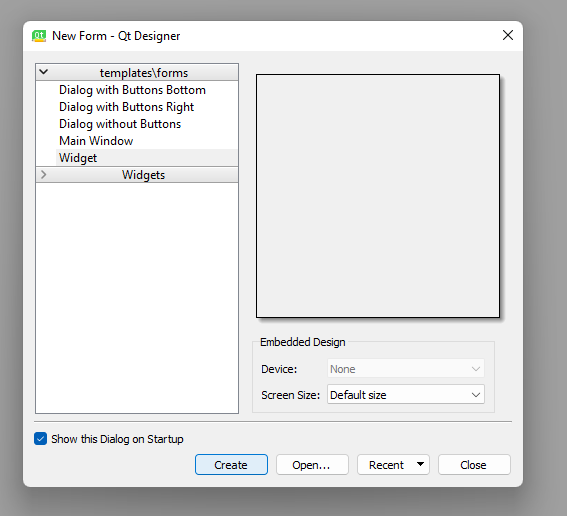 New Form - Qt Designer
templates\forms
Dialog with Buttons Bottom
Dialog with Buttons Right
Dialog without Buttons
Main Window
Widget
Widgets
Embedded Design
Device: None
Screen Size: Default size
Show this Dialog on Startup
Create Open... Recent Close